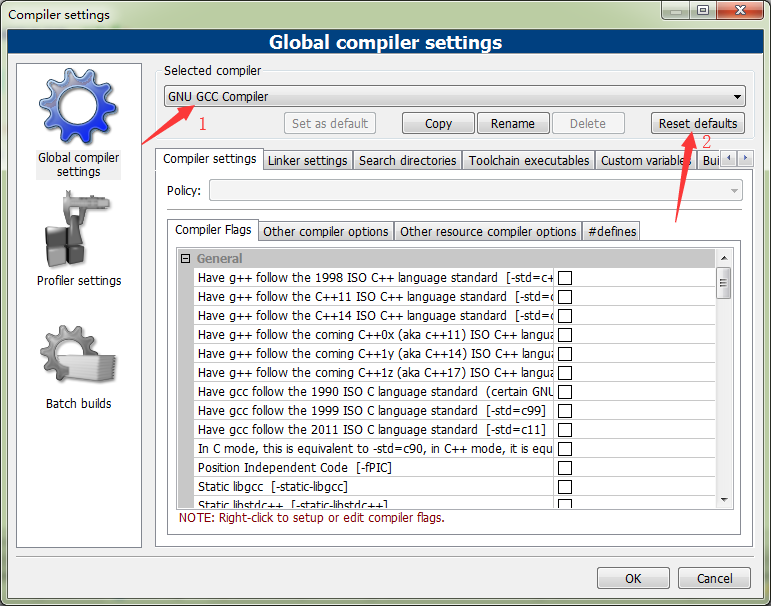 Compiler settings
Global compiler settings
Global compiler
settings
Profiler settings
Batch builds
Selected compiler
GNU GCC Compiler
1
Set as default
Copy
Rename
Delete
Reset defaults
2
Compiler settings
Linker settings
Search directories
Toolchain executables
Custom variables
Bui
Policy:
Compiler Flags
Other compiler options
Other resource compiler options
#defines
General
Have g++ follow the 1998 ISO C++ language standard [-std=c+
Have g++ follow the C++11 ISO C++ language standard [-std=c
Have g++ follow the C++14 ISO C++ language standard [-std=c
Have g++ follow the coming C++0x (aka c++11) ISO C++ langua
Have g++ follow the coming C++1y (aka C++14) ISO C++ langua
Have g++ follow the coming C++1z (aka C++17) ISO C++ langua
Have gcc follow the 1990 ISO C language standard (certain GNU
Have gcc follow the 1999 ISO C language standard [-std=c99]
Have gcc follow the 2011 ISO C language standard [-std=c11]
In C mode, this is equivalent to -std=c90, in C++ mode, it is equ
Position Independent Code [-fPIC]
Static libgcc [-static-libgcc]
Static libstdc++ [-static-libstdc++]
NOTE: Right-click to setup or edit compiler flags.
OK
Cancel